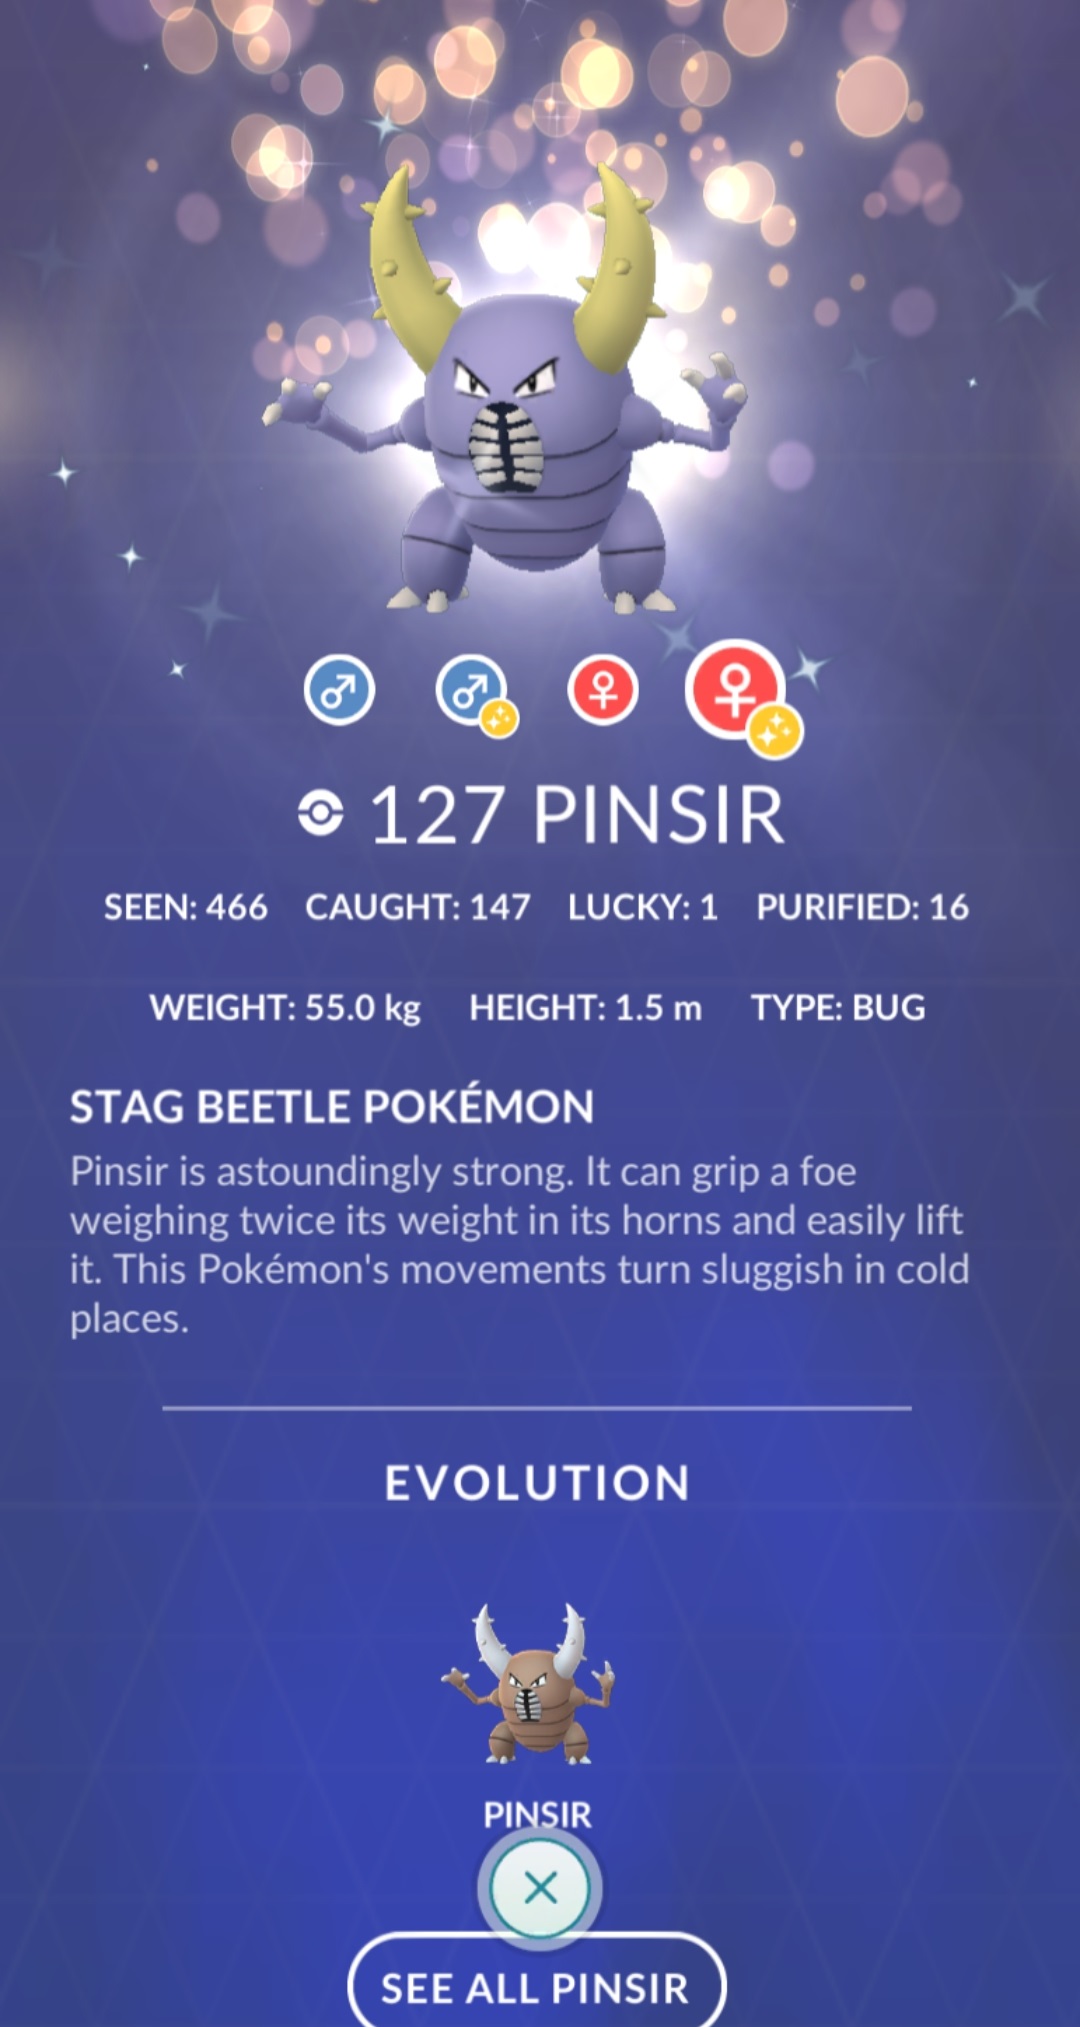 127 PINSIR
SEEN: 466 CAUGHT: 147 LUCKY: 1 PURIFIED: 16
WEIGHT: 55.0 kg HEIGHT: 1.5 m TYPE: BUG
STAG BEETLE POKÉMON
Pinsir is astoundingly strong. It can grip a foe
weighing twice its weight in its horns and easily lift
it. This Pokémon's movements turn sluggish in cold
places.
EVOLUTION
PINSIR
SEE ALL PINSIR